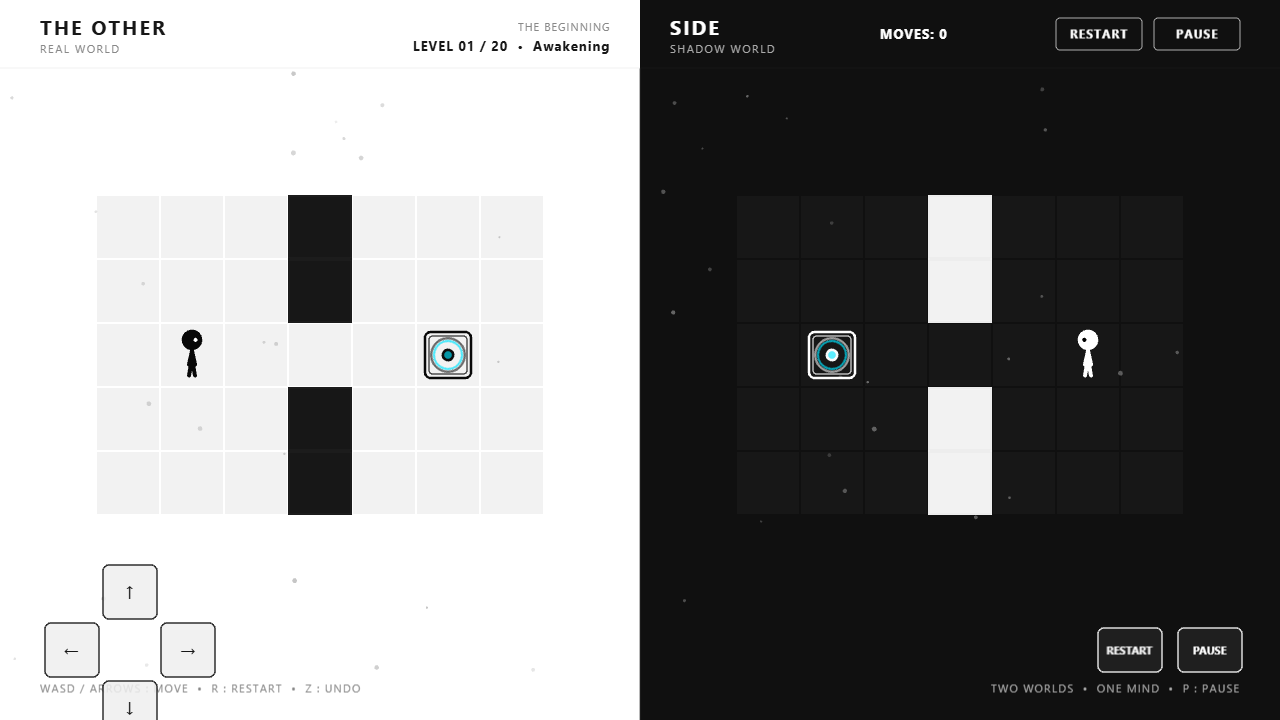 THE OTHER
REAL WORLD
THE BEGINNING
LEVEL 01 / 20 • Awakening
SIDE
SHADOW WORLD
MOVES: 0
RESTART
PAUSE
↑
←
→
↓
WASD / ARROWS : MOVE • R : RESTART • Z : UNDO
RESTART
PAUSE
TWO WORLDS • ONE MIND • P : PAUSE